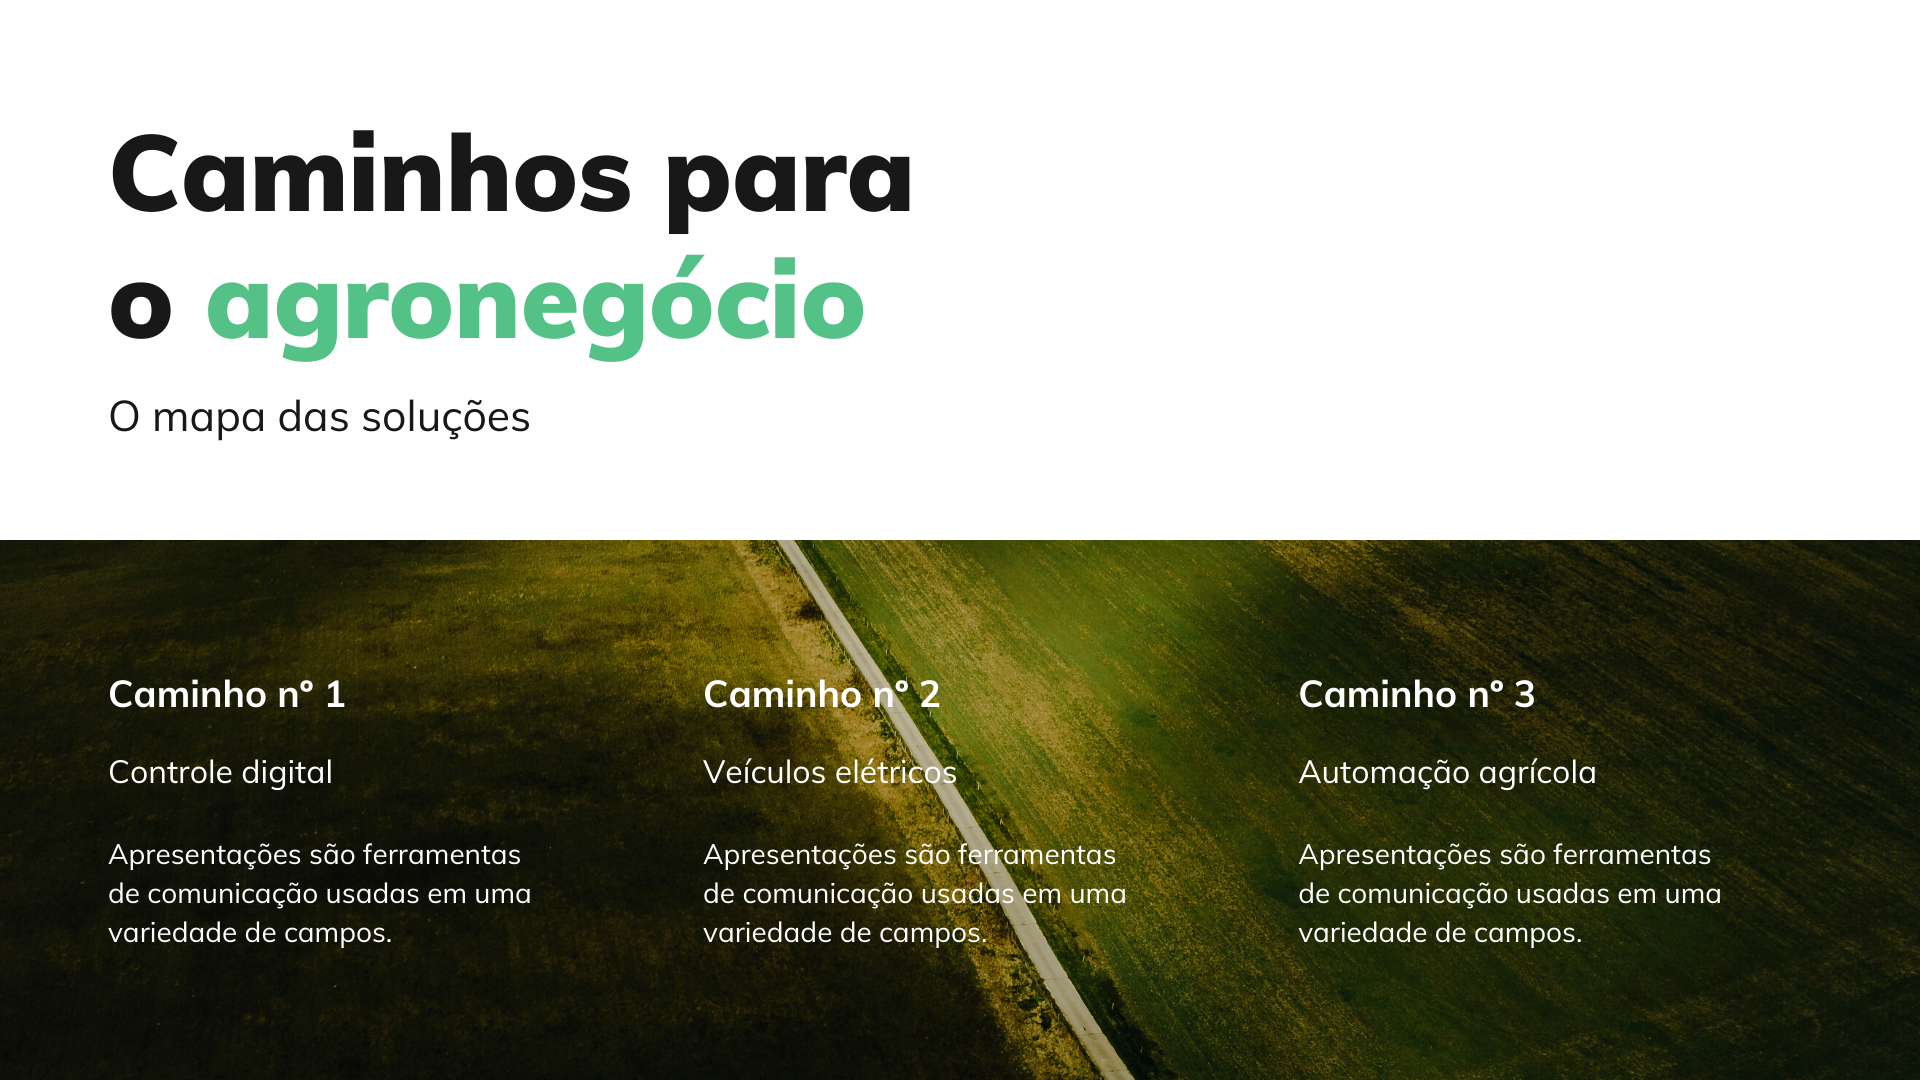 Caminhos para
o agronegócio
O mapa das soluções
Caminho nº 1
Controle digital
Apresentações são ferramentas
de comunicação usadas em uma
variedade de campos.
Caminho nº 2
Veículos elétricos
Apresentações são ferramentas
de comunicação usadas em uma
variedade de campos.
Caminho nº 3
Automação agrícola
Apresentações são ferramentas
de comunicação usadas em uma
variedade de campos.